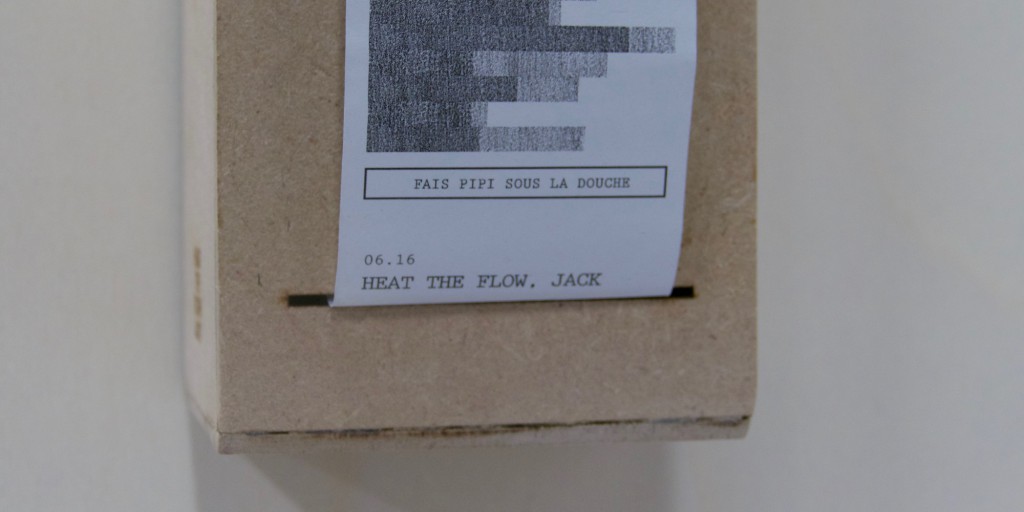 FAIS PIPI SOUS LA DOUCHE
06.16
HEAT THE FLOW, JACK